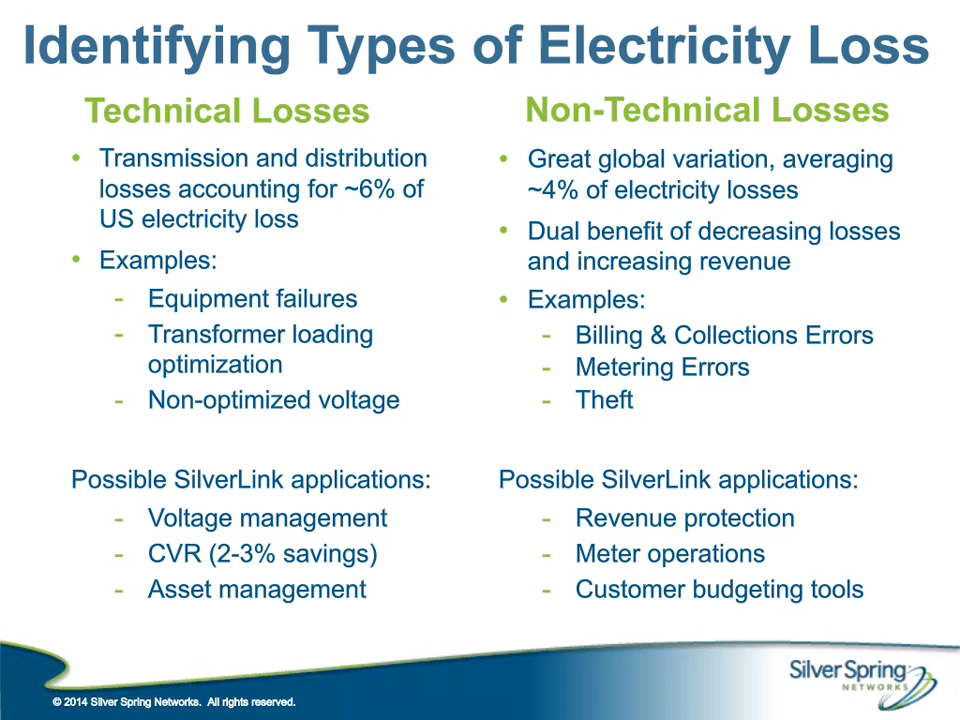 Identifying Types of Electricity Loss
Technical Losses
• Transmission and distribution
losses accounting for ~6% of
US electricity loss
• Examples:
- Equipment failures
- Transformer loading
optimization
- Non-optimized voltage
Possible SilverLink applications:
- Voltage management
- CVR (2-3% savings)
- Asset management
Non-Technical Losses
• Great global variation, averaging
~4% of electricity losses
• Dual benefit of decreasing losses
and increasing revenue
• Examples:
- Billing & Collections Errors
- Metering Errors
- Theft
Possible SilverLink applications:
- Revenue protection
- Meter operations
- Customer budgeting tools
© 2014 Silver Spring Networks. All rights reserved.
Silver Spring
NETWORKS